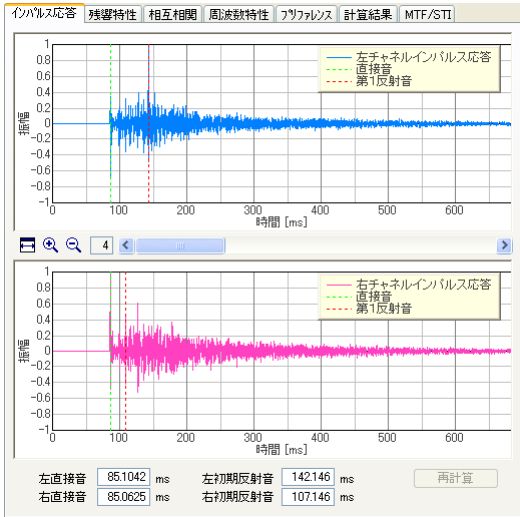 インパルス応答 残響特性 相互相関 周波数特性 プリファレンス 計算結果 MTF/STI
1
0.8
0.6
0.4
0.2
0
-0.2
-0.4
-0.6
-0.8
-1
振幅
左チャネルインパルス応答
直接音
第1反射音
0 100 200 300 400 500 600
時間 [ms]
4
1
0.8
0.6
0.4
0.2
0
-0.2
-0.4
-0.6
-0.8
-1
振幅
右チャネルインパルス応答
直接音
第1反射音
0 100 200 300 400 500 600
時間 [ms]
左直接音 85.1042 ms 左初期反射音 142.146 ms 再計算
右直接音 85.0625 ms 右初期反射音 107.146 ms